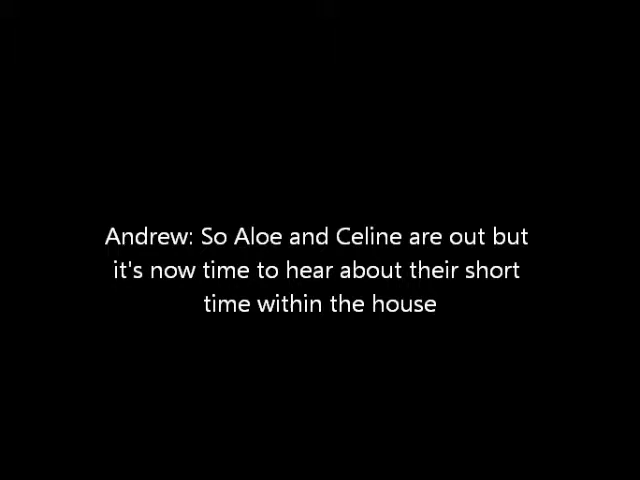 Andrew: So Aloe and Celine are out but
it's now time to hear about their short
time within the house